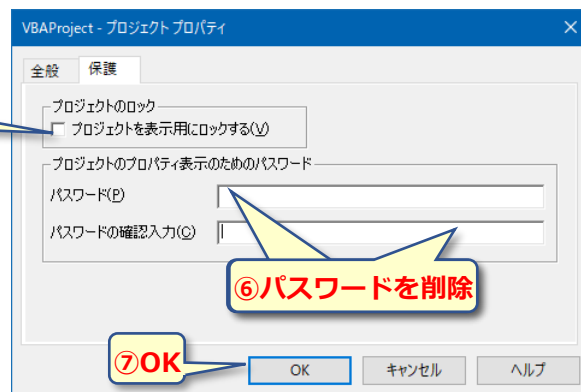 VBAProject - プロジェクト プロパティ
全般 保護
プロジェクトのロック
プロジェクトを表示用にロックする(V)
プロジェクトのプロパティ表示のためのパスワード
パスワード(P)
パスワードの確認入力(C)
⑥パスワードを削除
⑦OK
OK キャンセル ヘルプ